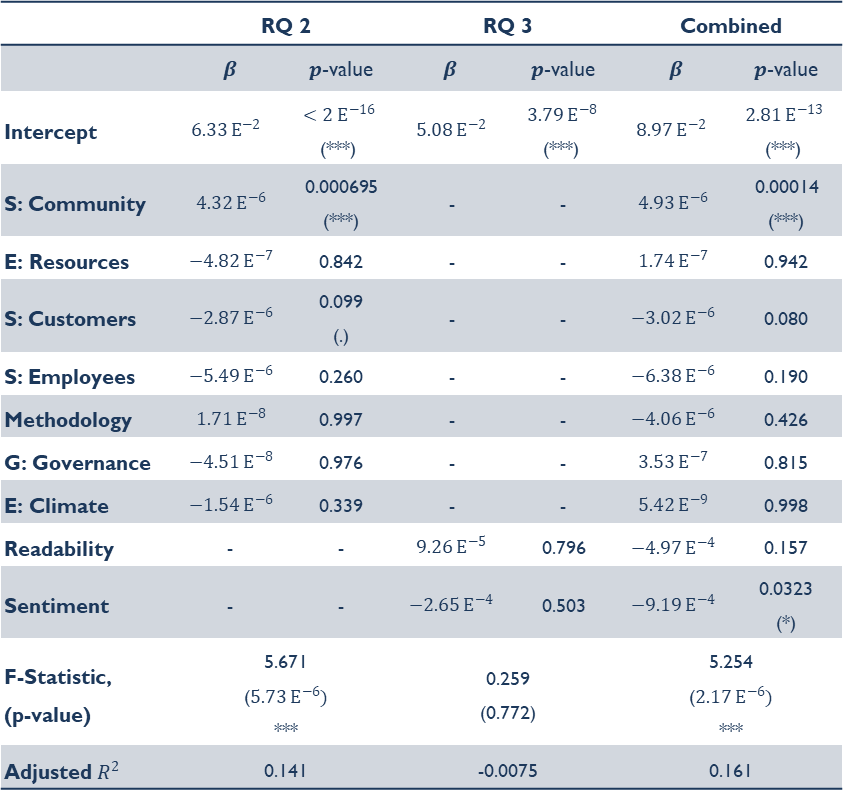 RQ 2 RQ 3 Combined
β p-value β p-value β p-value
Intercept 6.33 E⁻² < 2 E⁻¹⁶ (***) 5.08 E⁻² 3.79 E⁻⁸ (***) 8.97 E⁻² 2.81 E⁻¹³ (***)
S: Community 4.32 E⁻⁶ 0.000695 (***) - - 4.93 E⁻⁶ 0.00014 (***)
E: Resources −4.82 E⁻⁷ 0.842 - - 1.74 E⁻⁷ 0.942
S: Customers −2.87 E⁻⁶ 0.099 (.) - - −3.02 E⁻⁶ 0.080
S: Employees −5.49 E⁻⁶ 0.260 - - −6.38 E⁻⁶ 0.190
Methodology 1.71 E⁻⁸ 0.997 - - −4.06 E⁻⁶ 0.426
G: Governance −4.51 E⁻⁸ 0.976 - - 3.53 E⁻⁷ 0.815
E: Climate −1.54 E⁻⁶ 0.339 - - 5.42 E⁻⁹ 0.998
Readability - - 9.26 E⁻⁵ 0.796 −4.97 E⁻⁴ 0.157
Sentiment - - −2.65 E⁻⁴ 0.503 −9.19 E⁻⁴ 0.0323 (*)
F-Statistic, (p-value) 5.671 (5.73 E⁻⁶) *** 0.259 (0.772) 5.254 (2.17 E⁻⁶) ***
Adjusted R² 0.141 -0.0075 0.161